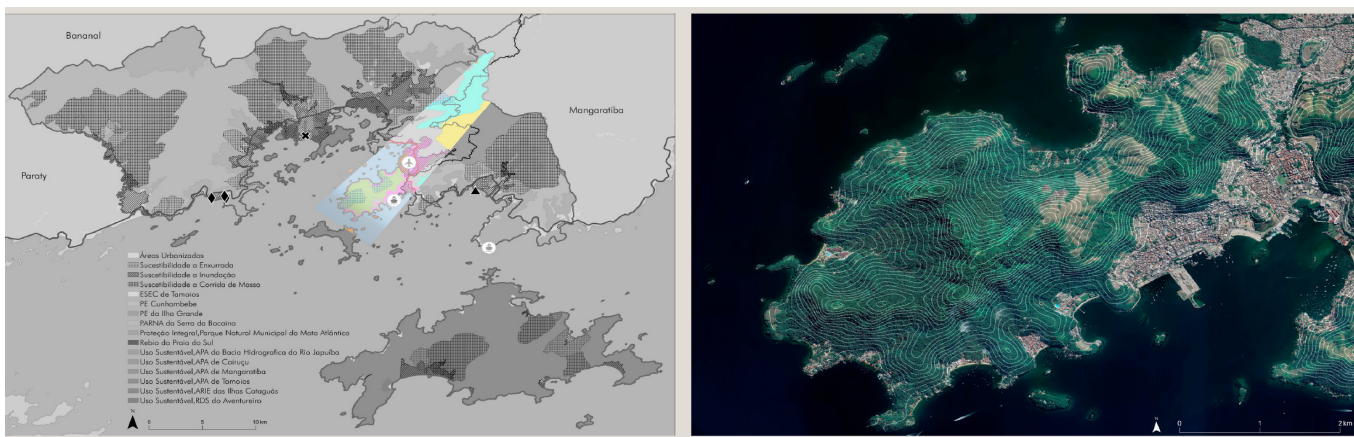 Bananal
Mangaratiba
Paraty
Áreas Urbanizadas
Sucestibilidade a Enxurrada
Suscetibilidade a Inundação
Suscetibilidade a Corrida de Massa
ESEC de Tamoios
PE Cunhambebe
PE da Ilha Grande
PARNA da Serra da Bocaina
Proteção Integral,Parque Natural Municipal da Mata Atlântica
Rebio da Praia do Sul
Uso Sustentável,APA da Bacia Hidrografica do Rio Japuíba
Uso Sustentável,APA de Cairuçu
Uso Sustentável,APA de Mangaratiba
Uso Sustentável,APA de Tamoios
Uso Sustentável,ARIE das Ilhas Cataguás
Uso Sustentável,RDS do Aventureiro
N
0 5 10 km
N
0 1 2 km